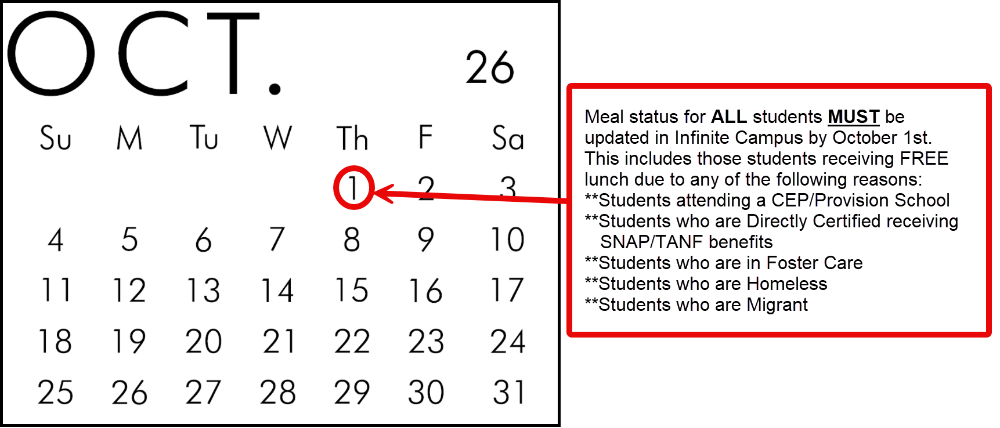 OCT.
26
Su M Tu W Th F Sa
1 2 3
4 5 6 7 8 9 10
11 12 13 14 15 16 17
18 19 20 21 22 23 24
25 26 27 28 29 30 31
Meal status for ALL students MUST be
updated in Infinite Campus by October 1st.
This includes those students receiving FREE
lunch due to any of the following reasons:
**Students attending a CEP/Provision School
**Students who are Directly Certified receiving
SNAP/TANF benefits
**Students who are in Foster Care
**Students who are Homeless
**Students who are Migrant